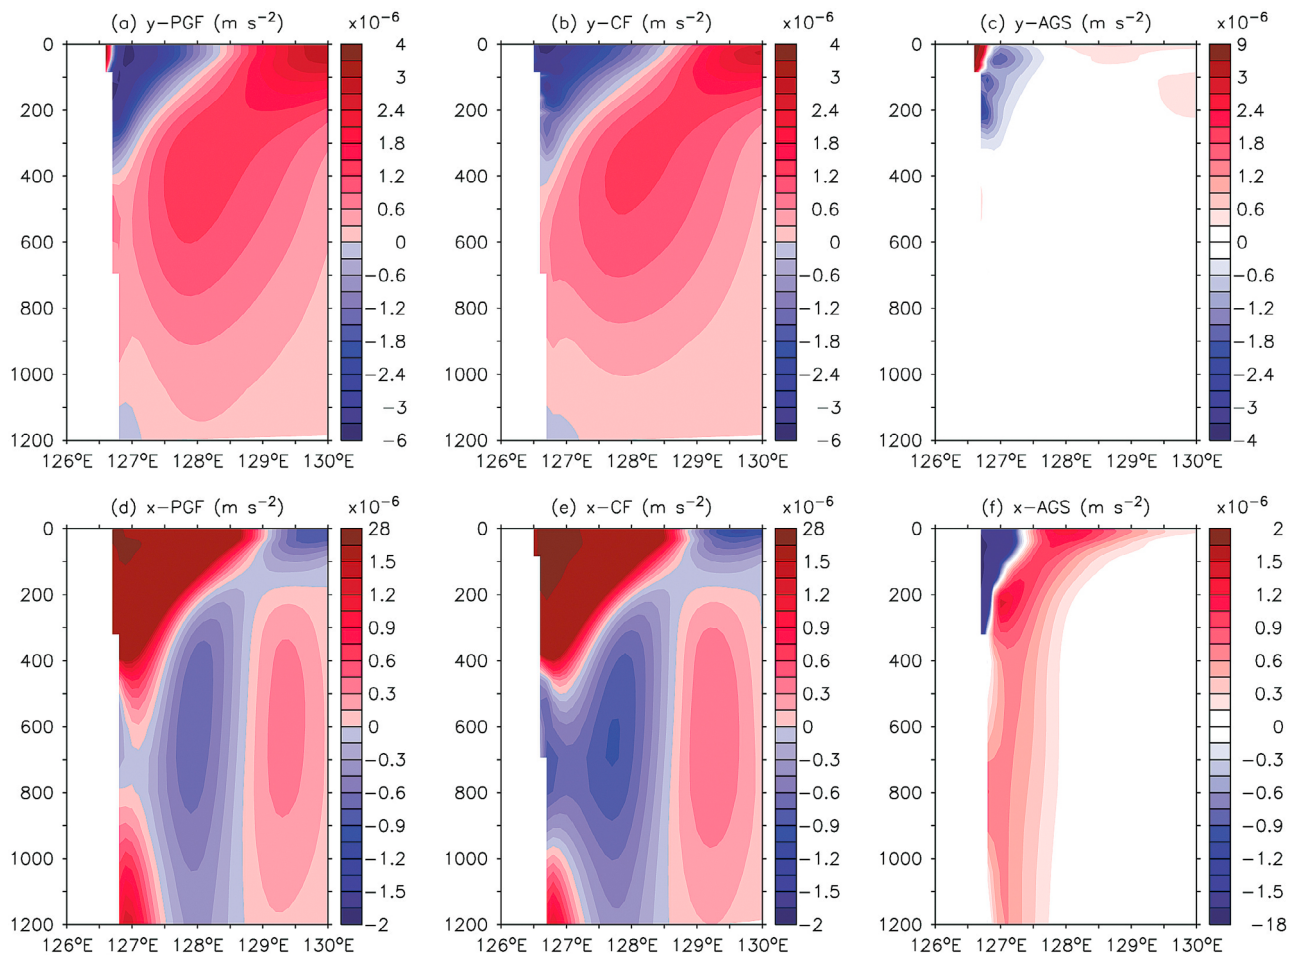 (a) y−PGF (m s−2) x10−6 (b) y−CF (m s−2) x10−6 (c) y−AGS (m s−2) x10−6
0 4 0 4 0 9
3 3 3
200 2.4 200 2.4 200 2.4
1.8 1.8 1.8
400 1.2 400 1.2 400 1.2
0.6 0.6 0.6
600 0 600 0 600 0
−0.6 −0.6 −0.6
800 −1.2 800 −1.2 800 −1.2
−1.8 −1.8 −1.8
1000 −2.4 1000 −2.4 1000 −2.4
−3 −3 −3
1200 −6 1200 −6 1200 −4
126°E 127°E 128°E 129°E 130°E 126°E 127°E 128°E 129°E 130°E 126°E 127°E 128°E 129°E 130°E
(d) x−PGF (m s−2) x10−6 (e) x−CF (m s−2) x10−6 (f) x−AGS (m s−2) x10−6
0 28 0 28 0 2
1.5 1.5 1.5
200 1.2 200 1.2 200 1.2
0.9 0.9 0.9
400 0.6 400 0.6 400 0.6
0.3 0.3 0.3
600 0 600 0 600 0
−0.3 −0.3 −0.3
800 −0.6 800 −0.6 800 −0.6
−0.9 −0.9 −0.9
1000 −1.2 1000 −1.2 1000 −1.2
−1.5 −1.5 −1.5
1200 −2 1200 −2 1200 −18
126°E 127°E 128°E 129°E 130°E 126°E 127°E 128°E 129°E 130°E 126°E 127°E 128°E 129°E 130°E